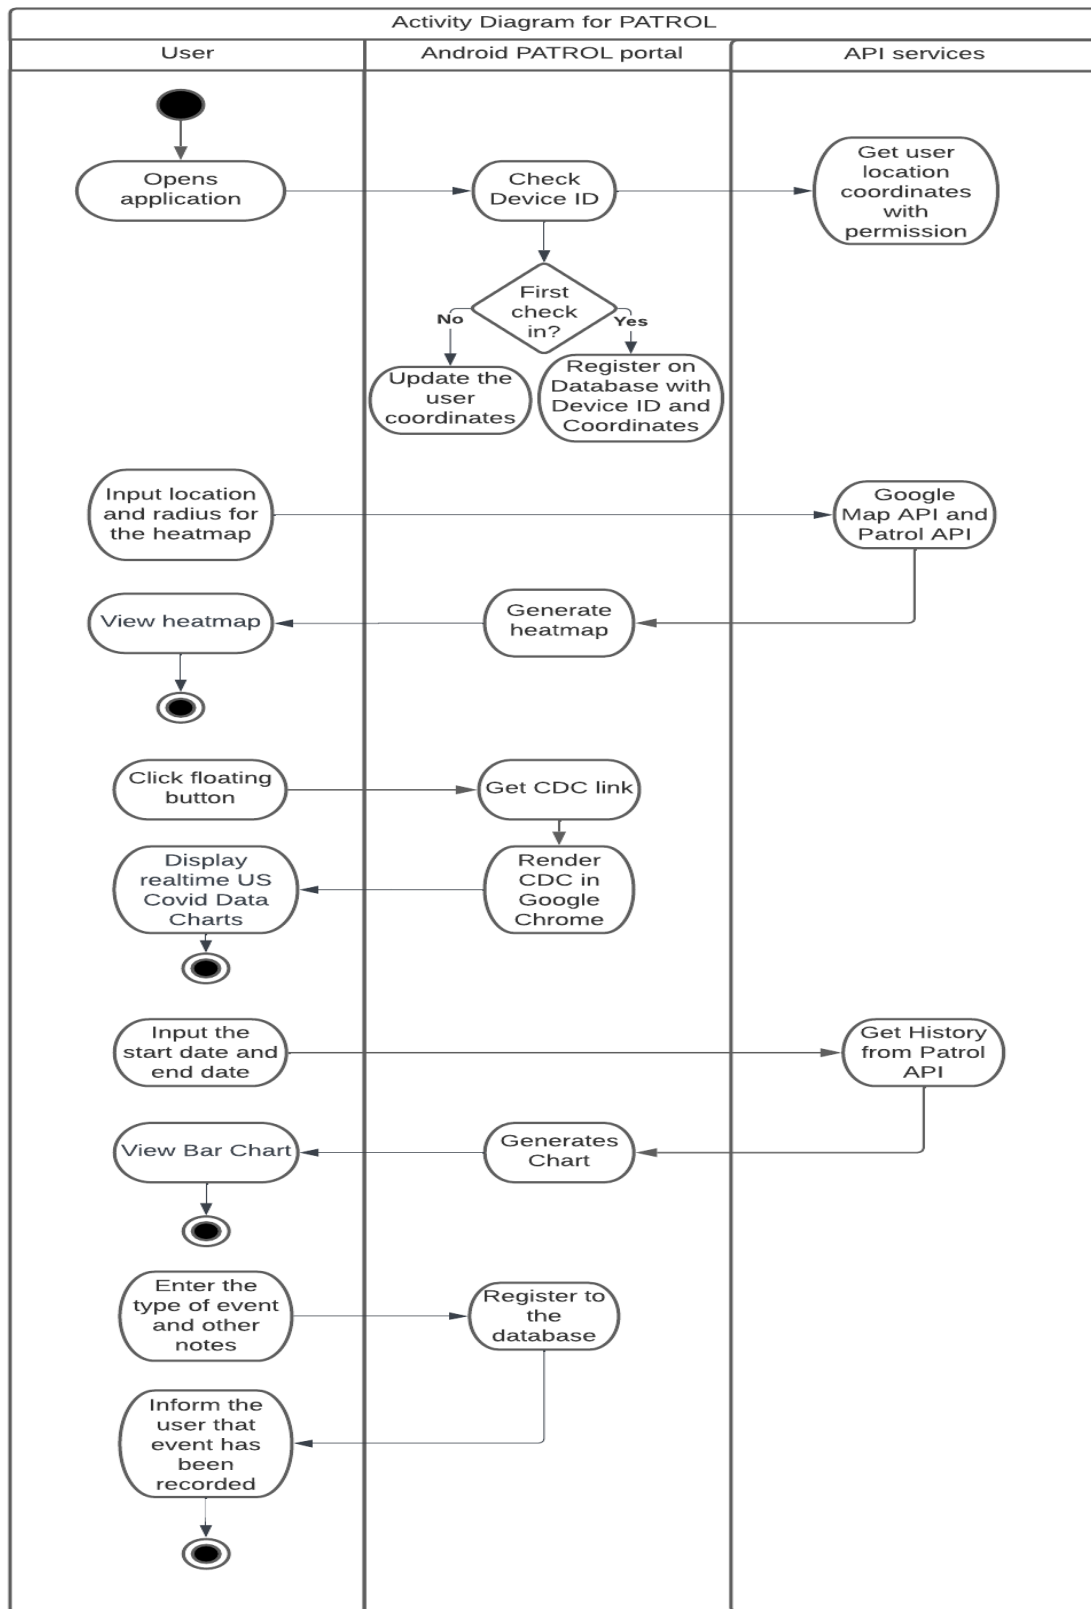 Activity Diagram for PATROL
User
Android PATROL portal
API services
Opens
application
Check
Device ID
Get user
location
coordinates
with
permission
First
check
in?
No
Yes
Update the
user
coordinates
Register on
Database with
Device ID and
Coordinates
Input location
and radius for
the heatmap
Google
Map API and
Patrol API
View heatmap
Generate
heatmap
Click floating
button
Get CDC link
Display
realtime US
Covid Data
Charts
Render
CDC in
Google
Chrome
Input the
start date and
end date
Get History
from Patrol
API
View Bar Chart
Generates
Chart
Enter the
type of event
and other
notes
Register to
the
database
Inform the
user that
event has
been
recorded